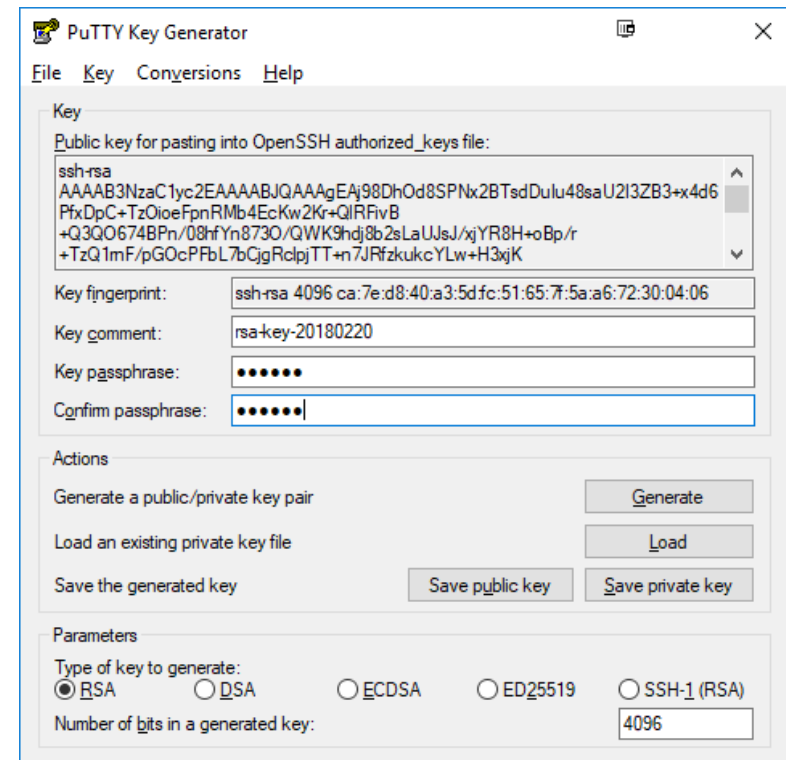 PuTTY Key Generator
File Key Conversions Help
Key
Public key for pasting into OpenSSH authorized_keys file:
ssh-rsa
AAAAB3NzaC1yc2EAAAABJQAAAgEAj98DhOd8SPNx2BTsdDulu48saU2I3ZB3+x4d6
PfxDpC+TzOioeFpnRMb4EcKw2Kr+QIRFivB
+Q3QO674BPn/08hfYn873O/QWK9hdj8b2sLaUJsJ/xjYR8H+oBp/r
+TzQ1mF/pGOcPFbL7bCjgRclpjTT+n7JRfzkukcYLw+H3xjK
Key fingerprint: ssh-rsa 4096 ca:7e:d8:40:a3:5d:fc:51:65:7f:5a:a6:72:30:04:06
Key comment: rsa-key-20180220
Key passphrase: ●●●●●●
Confirm passphrase: ●●●●●●
Actions
Generate a public/private key pair Generate
Load an existing private key file Load
Save the generated key Save public key Save private key
Parameters
Type of key to generate:
RSA DSA ECDSA ED25519 SSH-1 (RSA)
Number of bits in a generated key: 4096